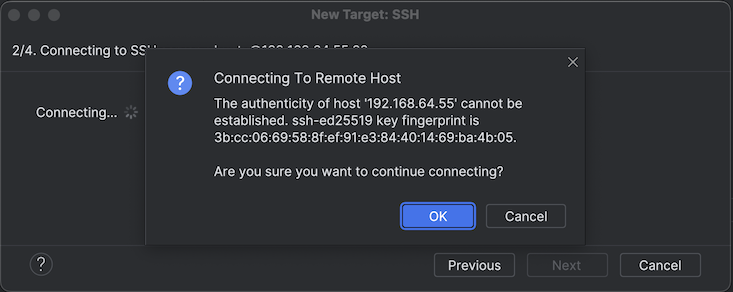 New Target: SSH
2/4. Connecting to SSH
Connecting To Remote Host
The authenticity of host '192.168.64.55' cannot be
established. ssh-ed25519 key fingerprint is
3b:cc:06:69:58:8f:ef:91:e3:84:40:14:69:ba:4b:05.
Connecting...
Are you sure you want to continue connecting?
OK Cancel
? Previous Next Cancel